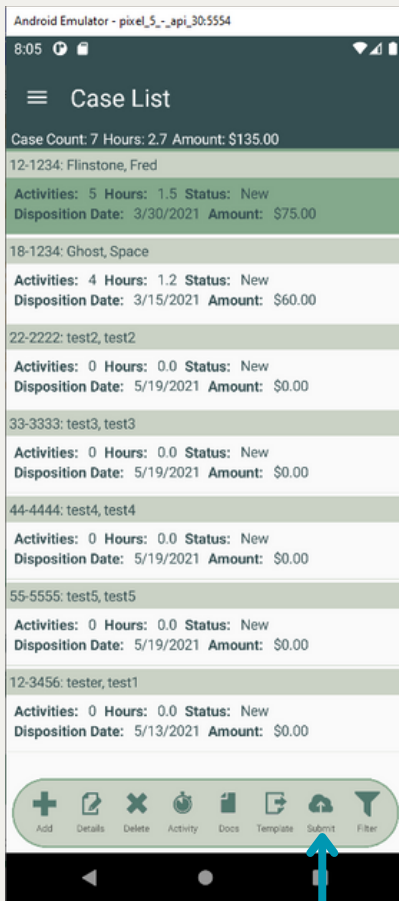 Android Emulator - pixel_5_-_api_30:5554
8:05
Case List
Case Count: 7 Hours: 2.7 Amount: $135.00
12-1234: Flinstone, Fred
Activities: 5 Hours: 1.5 Status: New
Disposition Date: 3/30/2021 Amount: $75.00
18-1234: Ghost, Space
Activities: 4 Hours: 1.2 Status: New
Disposition Date: 3/15/2021 Amount: $60.00
22-2222: test2, test2
Activities: 0 Hours: 0.0 Status: New
Disposition Date: 5/19/2021 Amount: $0.00
33-3333: test3, test3
Activities: 0 Hours: 0.0 Status: New
Disposition Date: 5/19/2021 Amount: $0.00
44-4444: test4, test4
Activities: 0 Hours: 0.0 Status: New
Disposition Date: 5/19/2021 Amount: $0.00
55-5555: test5, test5
Activities: 0 Hours: 0.0 Status: New
Disposition Date: 5/19/2021 Amount: $0.00
12-3456: tester, test1
Activities: 0 Hours: 0.0 Status: New
Disposition Date: 5/13/2021 Amount: $0.00
Add Details Delete Activity Docs Template Submit Filter